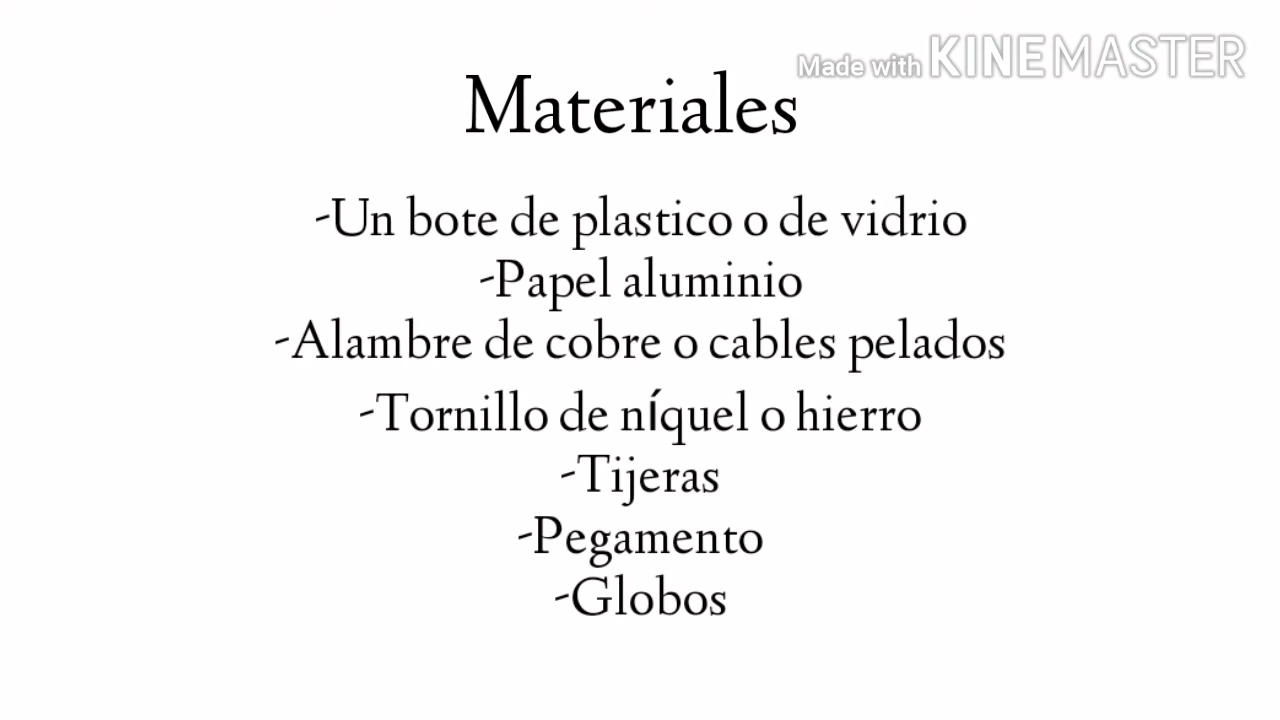 Made with KINEMASTER
Materiales
-Un bote de plastico o de vidrio
-Papel aluminio
-Alambre de cobre o cables pelados
-Tornillo de níquel o hierro
-Tijeras
-Pegamento
-Globos